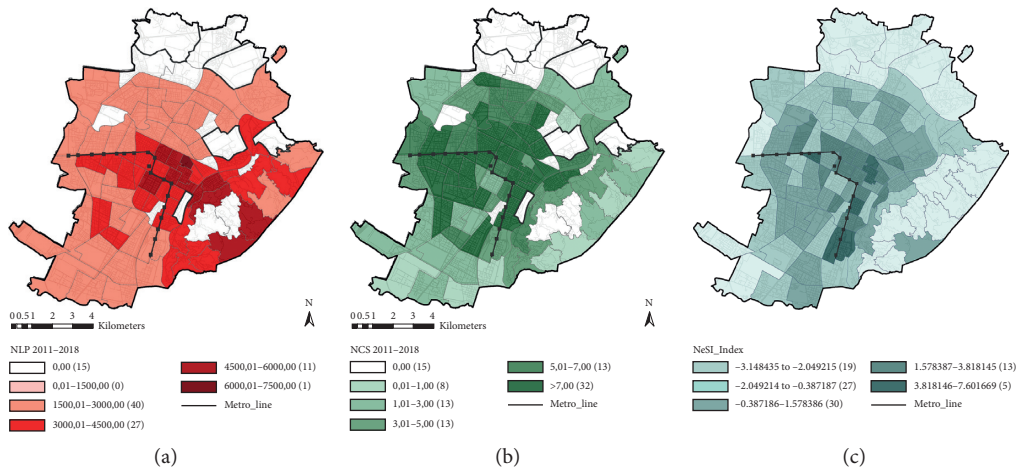 N
0 0.5 1 2 3 4
Kilometers
NLP 2011–2018
0,00 (15)
0,01–1500,00 (0)
1500,01–3000,00 (40)
3000,01–4500,00 (27)
4500,01–6000,00 (11)
6000,01–7500,00 (1)
Metro_line
(a)
N
0 0.5 1 2 3 4
Kilometers
NCS 2011–2018
0,00 (15)
0,01–1,00 (8)
1,01–3,00 (13)
3,01–5,00 (13)
5,01–7,00 (13)
>7,00 (32)
Metro_line
(b)
NeSI_Index
−3.148435 to −2.049215 (19)
−2.049214 to −0.387187 (27)
−0.387186–1.578386 (30)
1.578387–3.818145 (13)
3.818146–7.601669 (5)
Metro_line
(c)